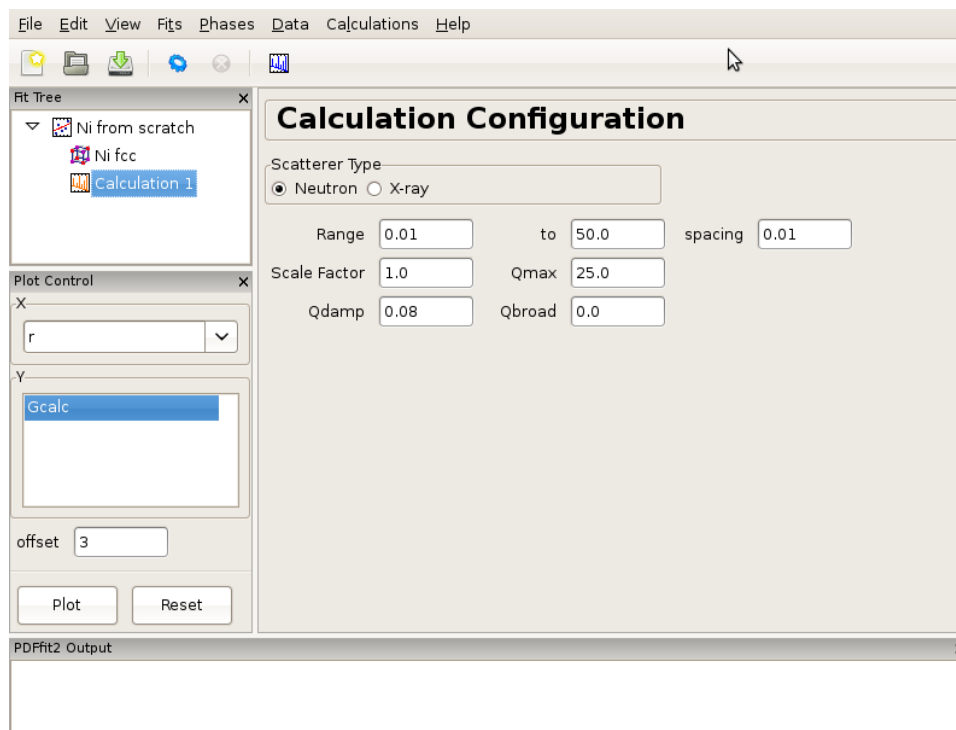 File Edit View Fits Phases Data Calculations Help
Fit Tree
Ni from scratch
Ni fcc
Calculation 1
Calculation Configuration
Scatterer Type
Neutron X-ray
Range 0.01 to 50.0 spacing 0.01
Scale Factor 1.0 Qmax 25.0
Qdamp 0.08 Qbroad 0.0
Plot Control
X
r
Y
Gcalc
offset 3
Plot Reset
PDFfit2 Output